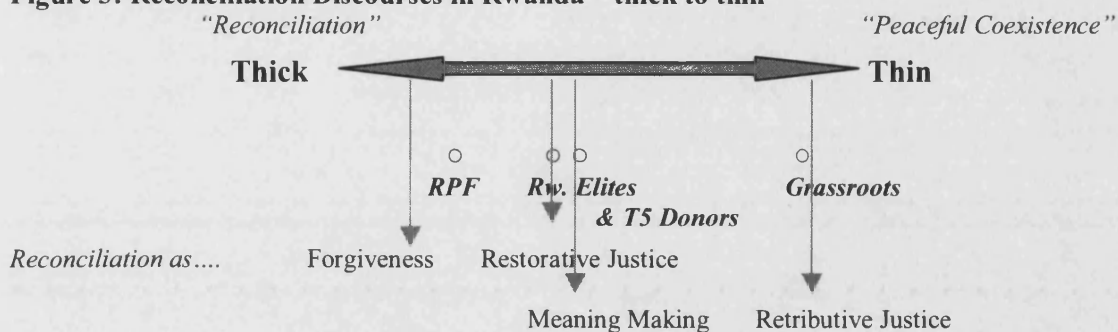 Figure 3: Reconciliation Discourses in Rwanda – thick to thin
“Reconciliation” “Peaceful Coexistence”
Thick Thin
RPF Rw. Elites Grassroots
& T5 Donors
Reconciliation as.... Forgiveness Restorative Justice
Meaning Making Retributive Justice